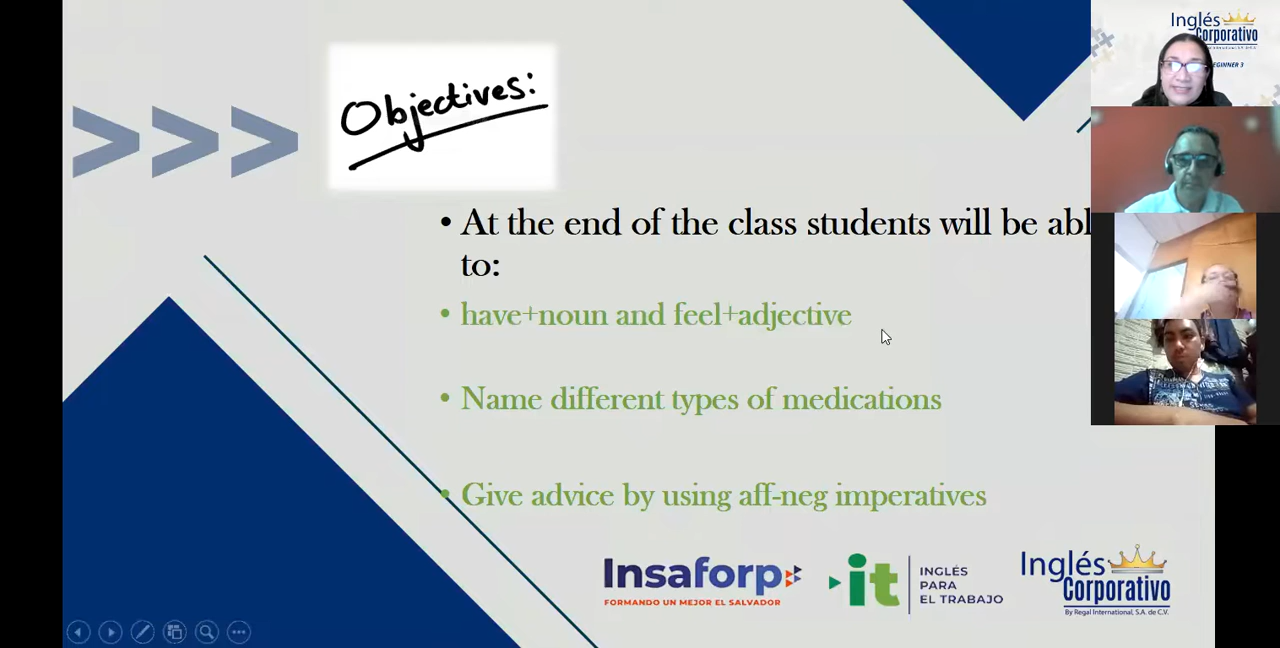 Objectives:
• At the end of the class students will be abl
to:
• have+noun and feel+adjective
• Name different types of medications
• Give advice by using aff-neg imperatives
Insaforp
FORMANDO UN MEJOR EL SALVADOR
it
INGLÉS
PARA
EL TRABAJO
Inglés
Corporativo
By Regal International, S.A. de C.V.
Inglés
Corporativo
EGINNER 3